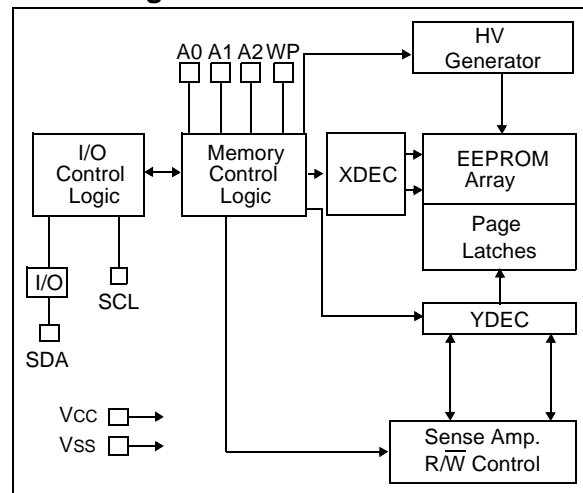 A0 A1 A2 WP
HV
Generator
I/O
Control
Logic
Memory
Control
Logic
XDEC
EEPROM
Array
Page
Latches
I/O
SCL
SDA
YDEC
VCC
VSS
Sense Amp.
R/W̅ Control